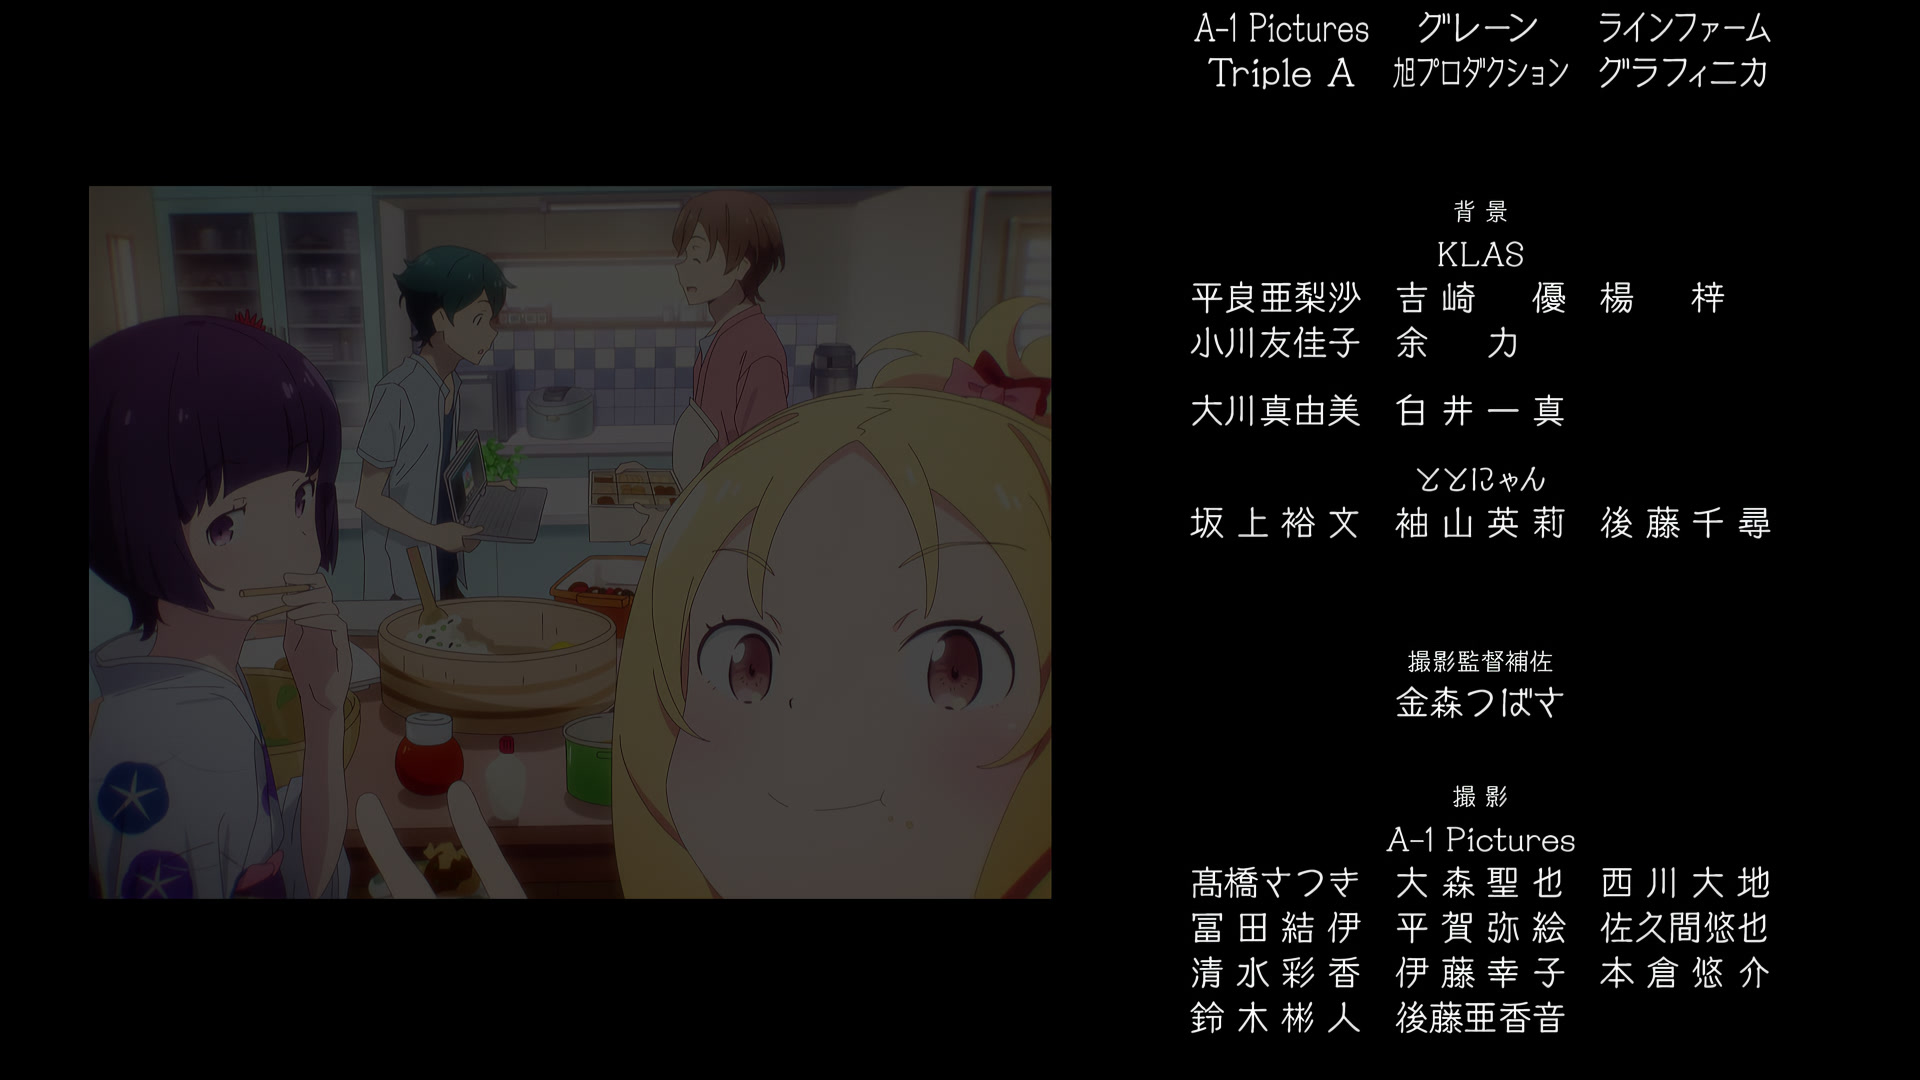 A-1 Pictures グレーン ラインファーム
Triple A 旭プロダクション グラフィニカ
背景
KLAS
平良亜梨沙 吉崎 優 楊 梓
小川友佳子 余 力
大川真由美 白井一真
ととにゃん
坂上裕文 袖山英莉 後藤千尋
撮影監督補佐
金森つばさ
撮影
A-1 Pictures
髙橋さつき 大森聖也 西川大地
冨田結伊 平賀弥絵 佐久間悠也
清水彩香 伊藤幸子 本倉悠介
鈴木彬人 後藤亜香音